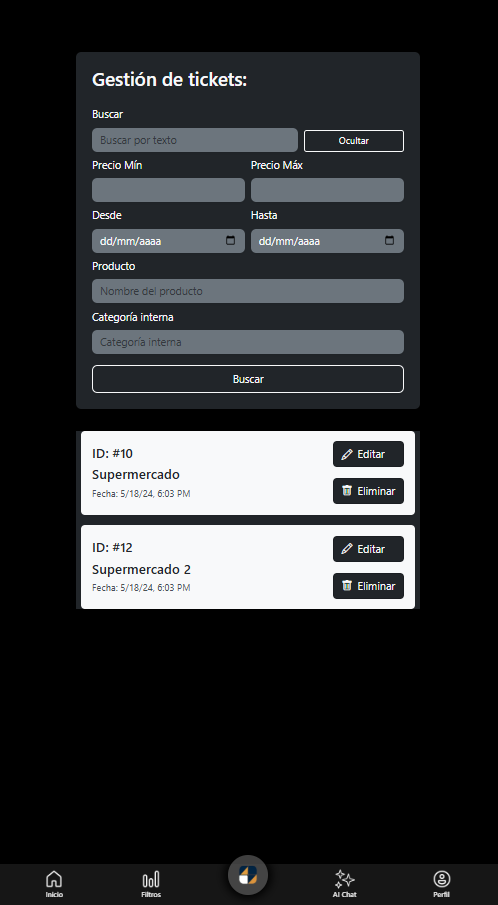 Gestión de tickets:
Buscar
Buscar por texto
Ocultar
Precio Mín Precio Máx
Desde Hasta
dd/mm/aaaa dd/mm/aaaa
Producto
Nombre del producto
Categoría interna
Categoría interna
Buscar
ID: #10
Editar
Supermercado
Fecha: 5/18/24, 6:03 PM
Eliminar
ID: #12
Editar
Supermercado 2
Fecha: 5/18/24, 6:03 PM
Eliminar
Inicio Filtros AI Chat Perfil